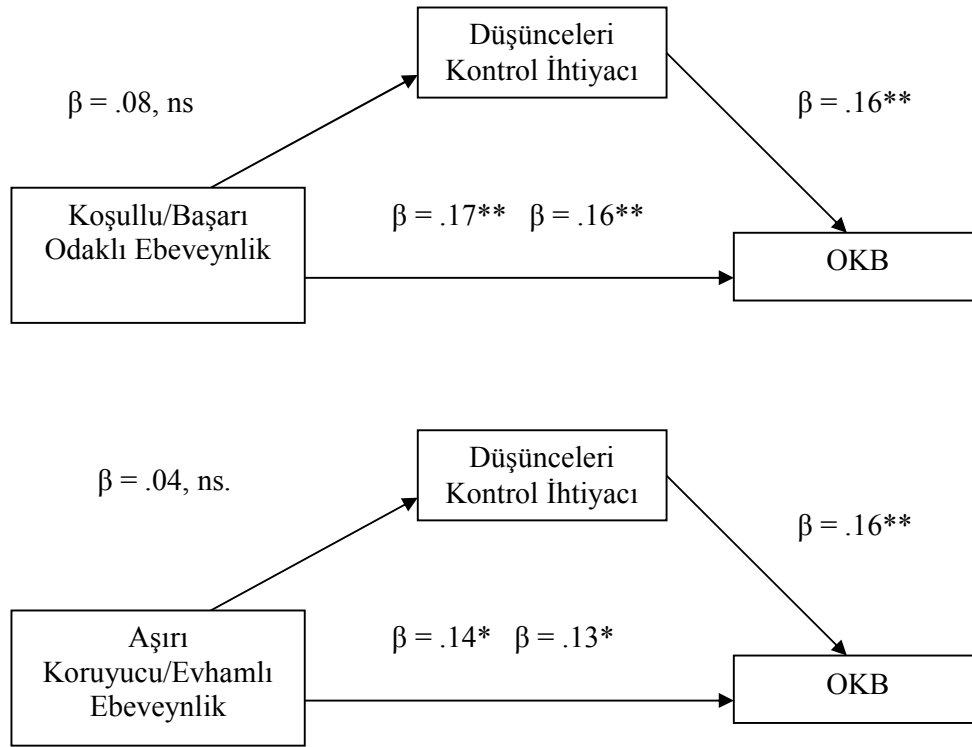 Düşünceleri
Kontrol İhtiyacı
β = .08, ns
β = .16**
Koşullu/Başarı
Odaklı Ebeveynlik
β = .17** β = .16**
OKB
Düşünceleri
Kontrol İhtiyacı
β = .04, ns.
β = .16**
Aşırı
Koruyucu/Evhamlı
Ebeveynlik
β = .14* β = .13*
OKB